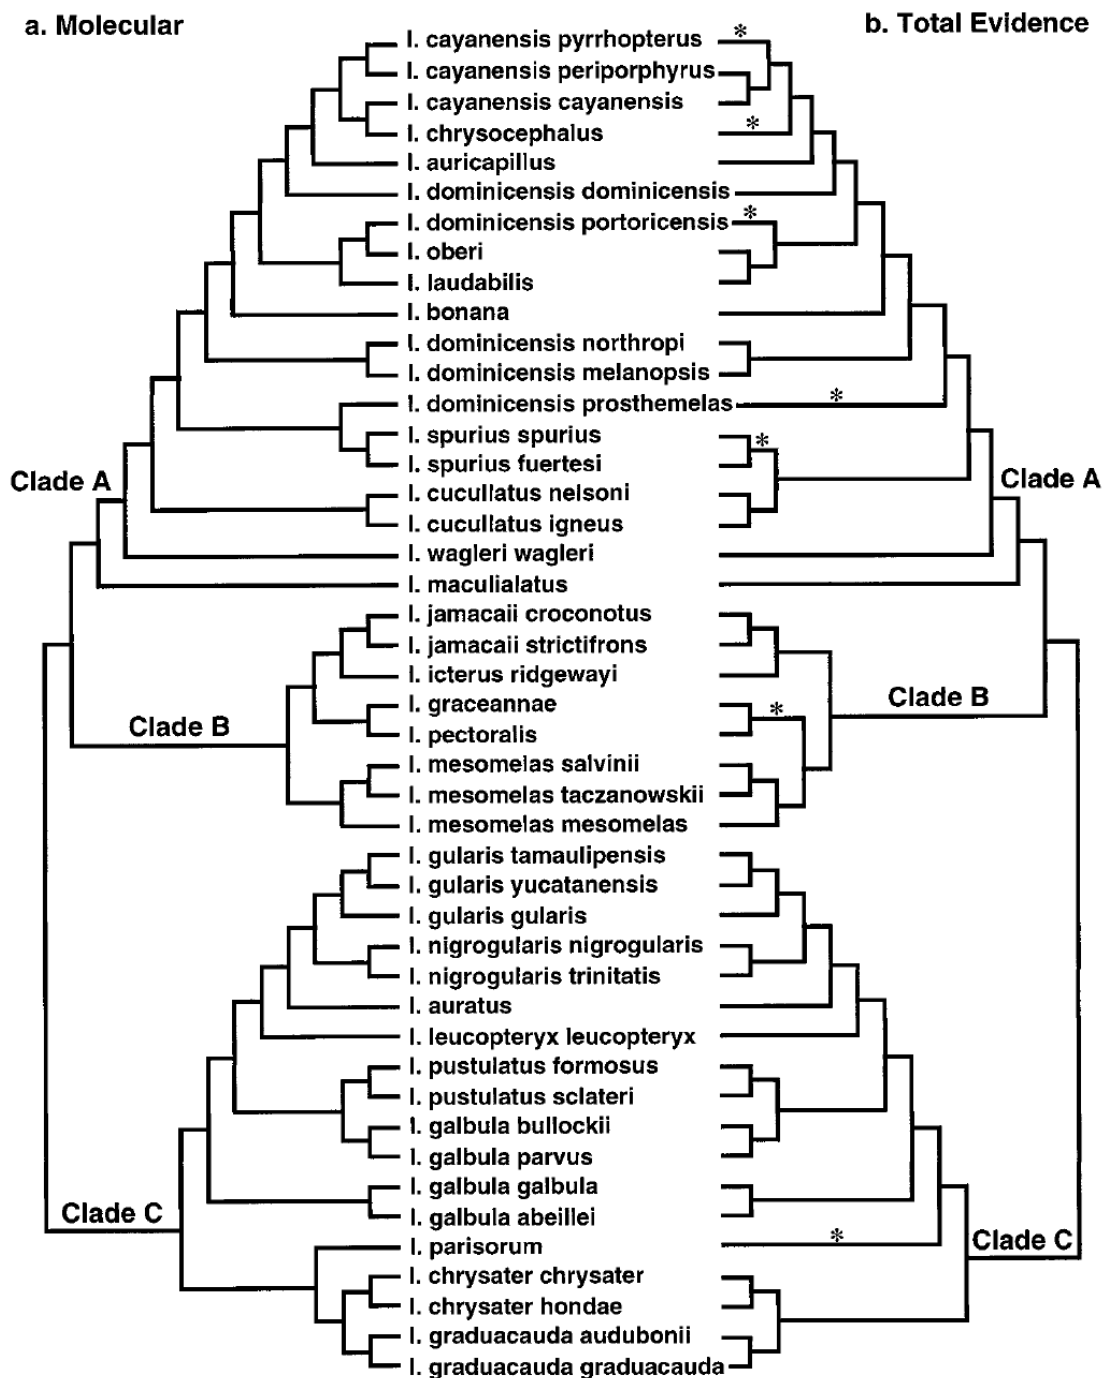 a. Molecular
b. Total Evidence
I. cayanensis pyrrhopterus *
I. cayanensis periporphyrus
I. cayanensis cayanensis
I. chrysocephalus *
I. auricapillus
I. dominicensis dominicensis
I. dominicensis portoricensis *
I. oberi
I. laudabilis
I. bonana
I. dominicensis northropi
I. dominicensis melanopsis
I. dominicensis prosthemelas *
I. spurius spurius *
I. spurius fuertesi
Clade A
Clade A
I. cucullatus nelsoni
I. cucullatus igneus
I. wagleri wagleri
I. maculialatus
I. jamacaii croconotus
I. jamacaii strictifrons
I. icterus ridgewayi
Clade B
Clade B
I. graceannae *
I. pectoralis
I. mesomelas salvinii
I. mesomelas taczanowskii
I. mesomelas mesomelas
I. gularis tamaulipensis
I. gularis yucatanensis
I. gularis gularis
I. nigrogularis nigrogularis
I. nigrogularis trinitatis
I. auratus
I. leucopteryx leucopteryx
I. pustulatus formosus
I. pustulatus sclateri
I. galbula bullockii
I. galbula parvus
I. galbula galbula
Clade C
I. galbula abeillei
I. parisorum *
Clade C
I. chrysater chrysater
I. chrysater hondae
I. graduacauda audubonii
I. graduacauda graduacauda